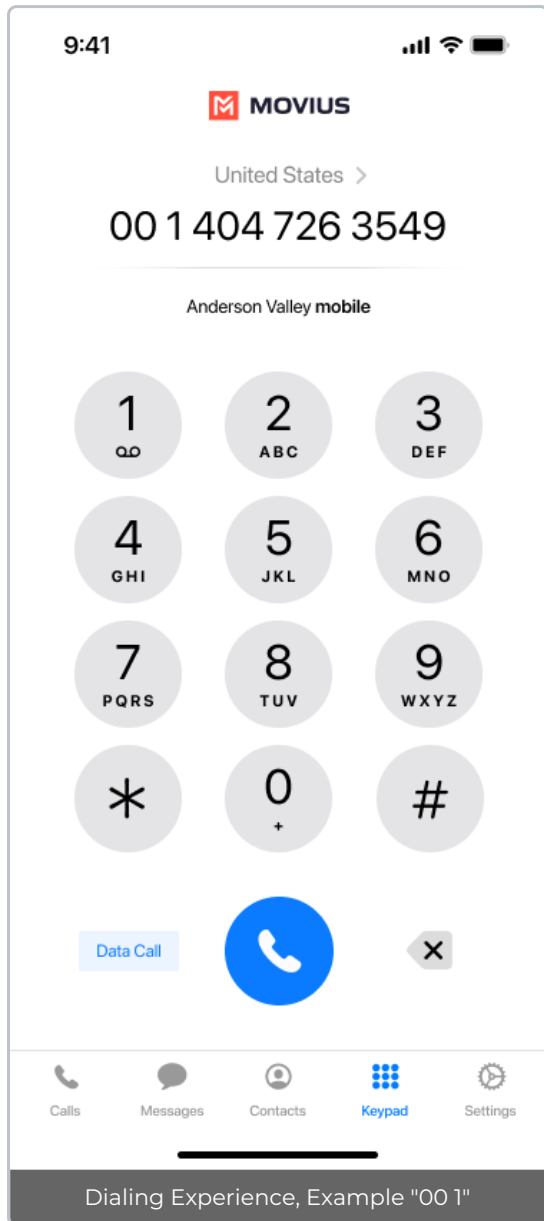 9:41
MOVIUS
United States >
00 1 404 726 3549
Anderson Valley mobile
1 2 3
ABC DEF
4 5 6
GHI JKL MNO
7 8 9
PQRS TUV WXYZ
* 0 #
+
Data Call
Calls Messages Contacts Keypad Settings
Dialing Experience, Example "00 1"